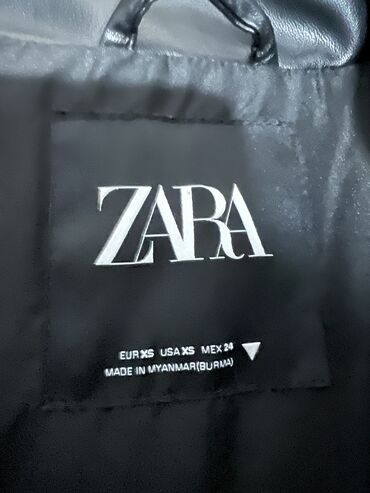 ZARA
EUR XS USA XS MEX 24
MADE IN MYANMAR(BURMA)